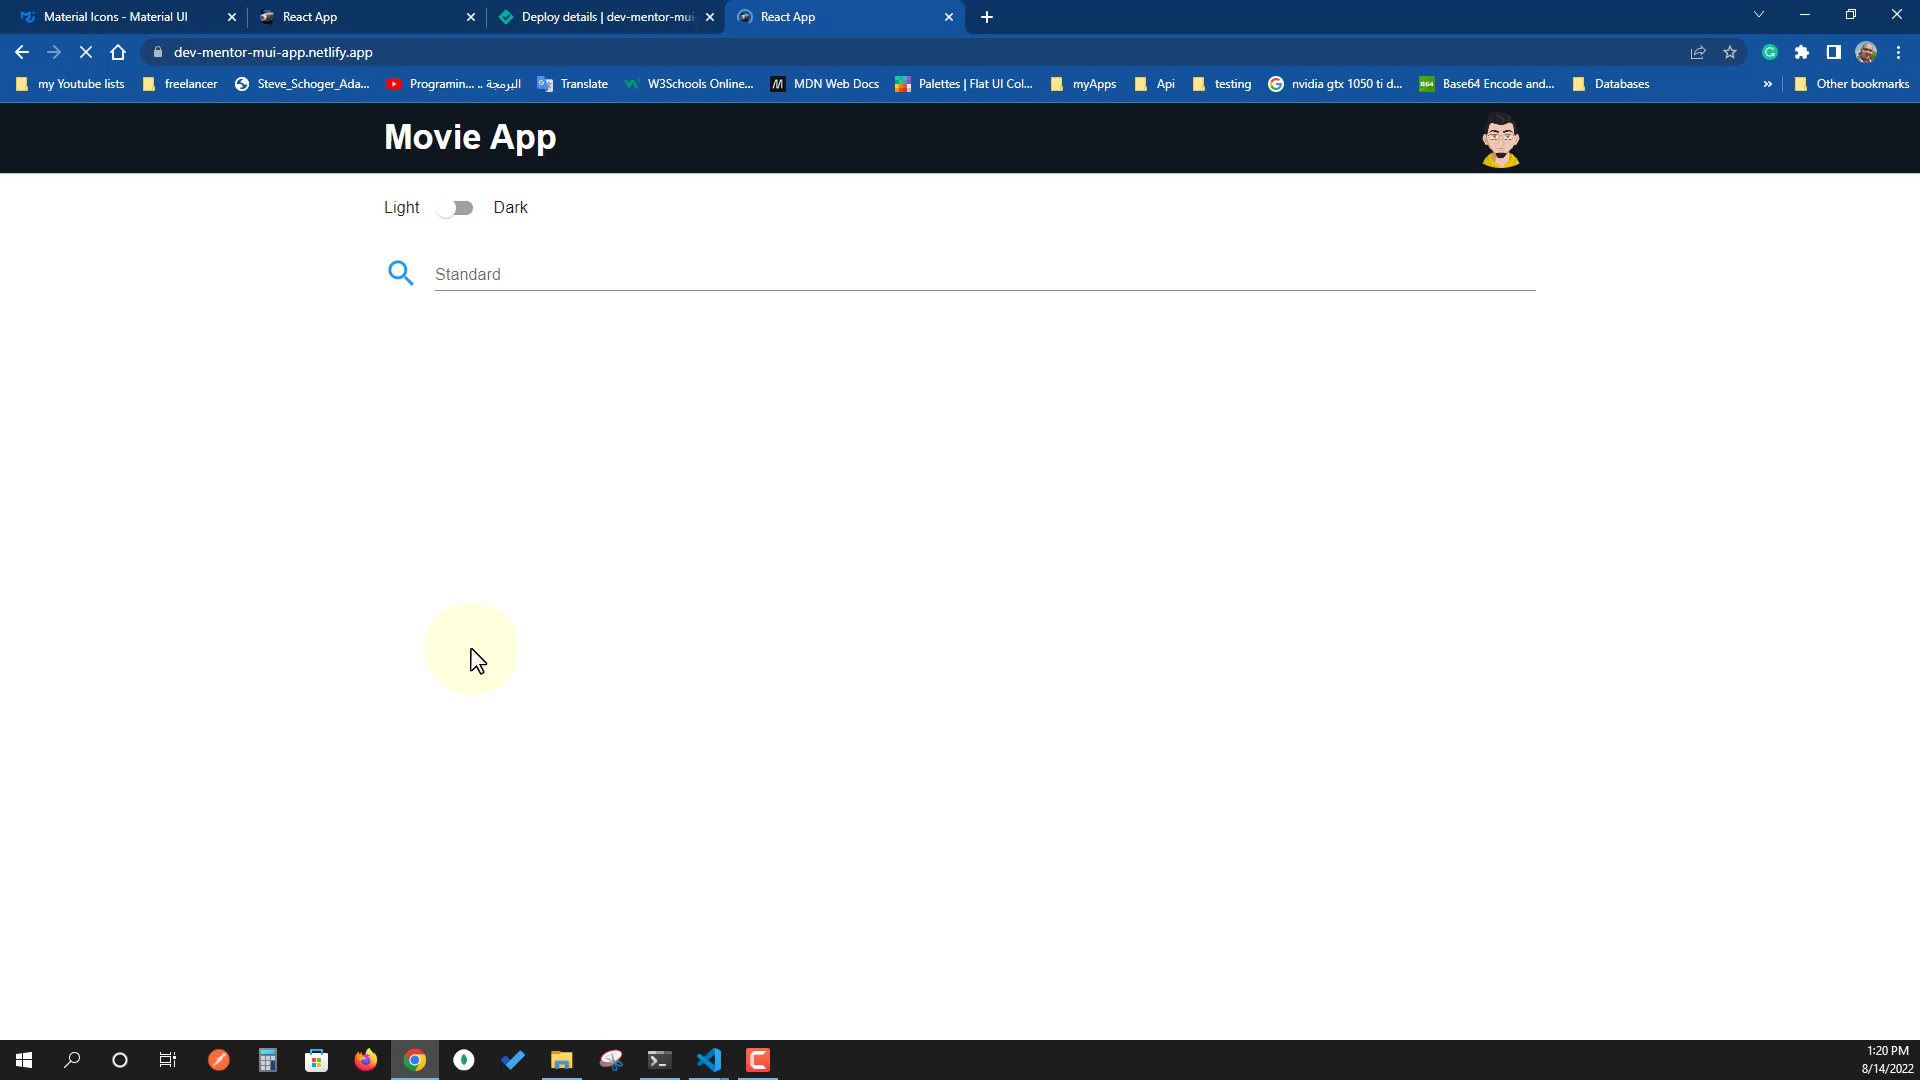 Material Icons - Material UI
React App
Deploy details | dev-mentor-mui
React App
dev-mentor-mui-app.netlify.app
my Youtube lists
freelancer
Steve_Schoger_Ada...
Programin... .. البرمجة
Translate
W3Schools Online...
MDN Web Docs
Palettes | Flat UI Col...
myApps
Api
testing
nvidia gtx 1050 ti d...
B64
Base64 Encode and...
Databases
»
Other bookmarks
Movie App
Light
Dark
Standard
1:20 PM
8/14/2022